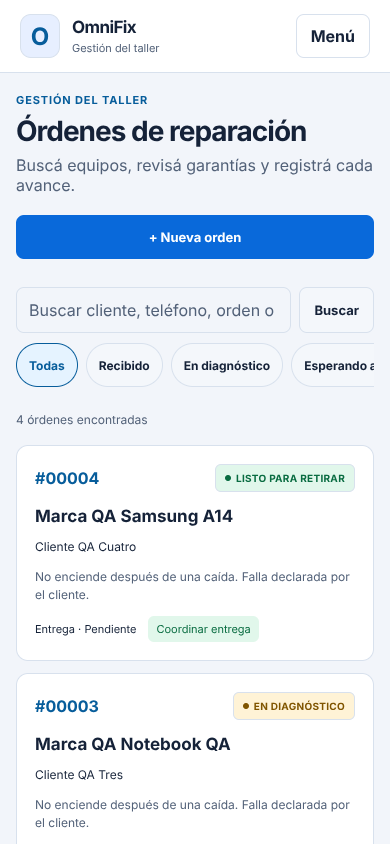 O
OmniFix
Gestión del taller
Menú
GESTIÓN DEL TALLER
Órdenes de reparación
Buscá equipos, revisá garantías y registrá cada
avance.
+ Nueva orden
Buscar cliente, teléfono, orden o
Buscar
Todas
Recibido
En diagnóstico
Esperando a
4 órdenes encontradas
#00004
LISTO PARA RETIRAR
Marca QA Samsung A14
Cliente QA Cuatro
No enciende después de una caída. Falla declarada por
el cliente.
Entrega · Pendiente
Coordinar entrega
#00003
EN DIAGNÓSTICO
Marca QA Notebook QA
Cliente QA Tres
No enciende después de una caída. Falla declarada por
el cliente.